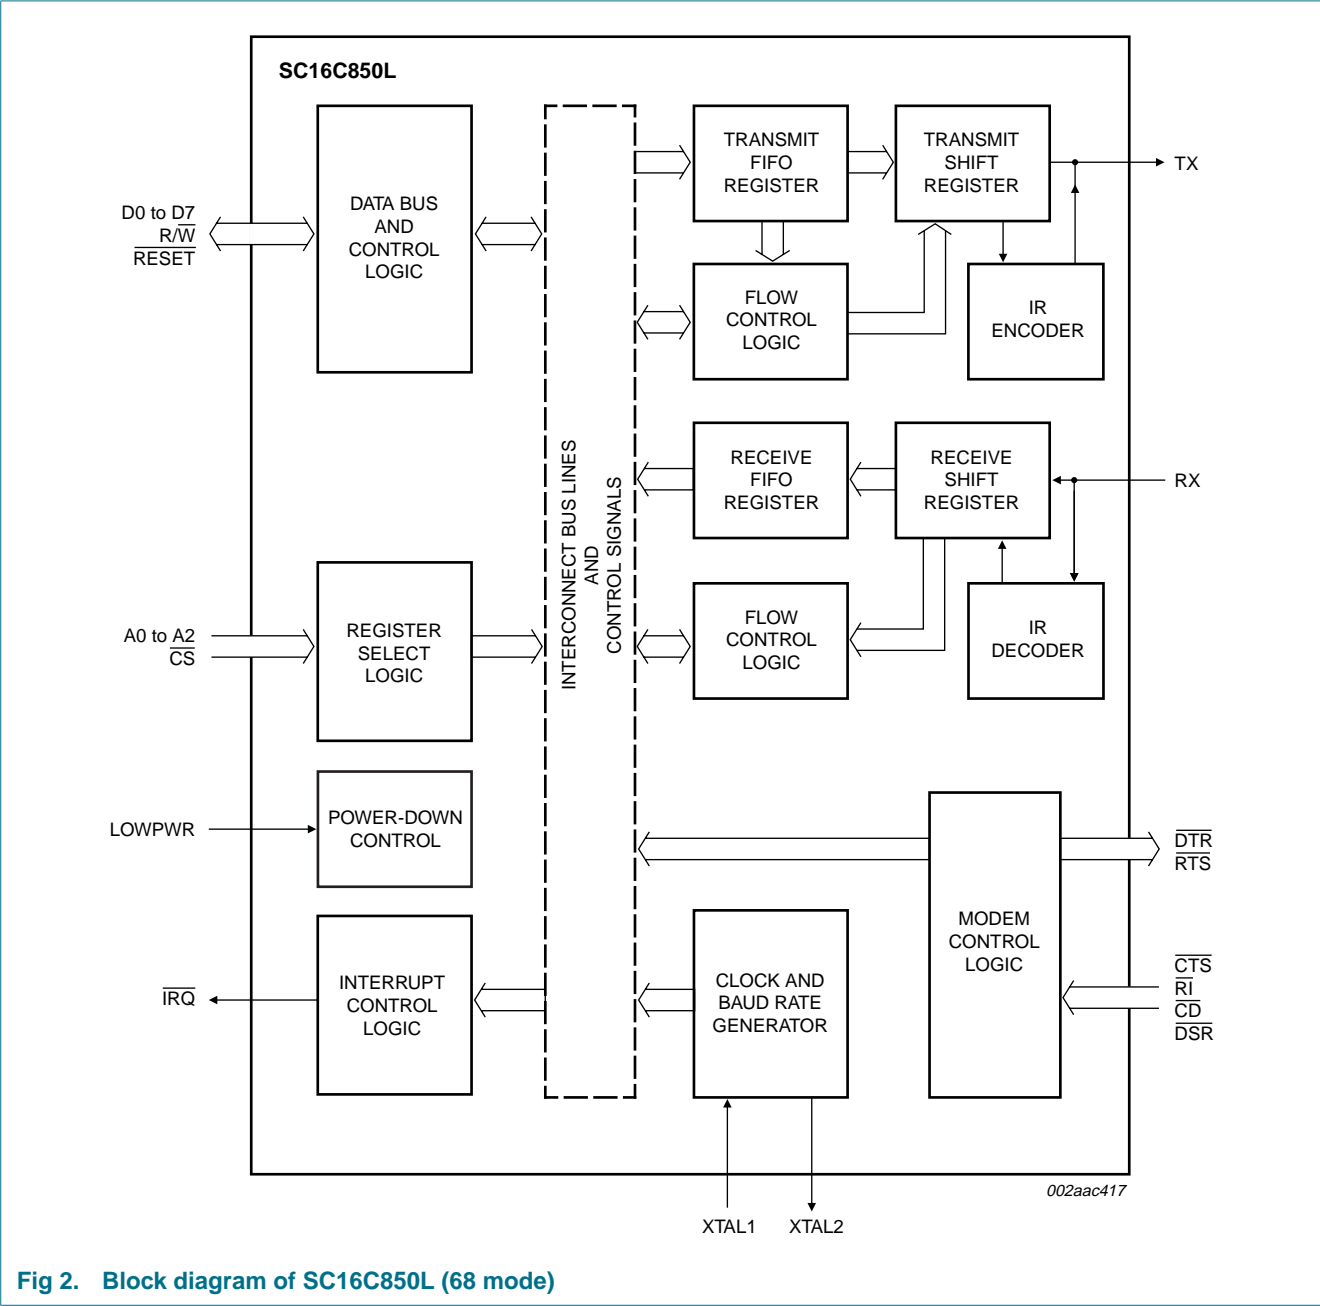 SC16C850L
D0 to D7
R/W
RESET
DATA BUS
AND
CONTROL
LOGIC
TRANSMIT
FIFO
REGISTER
TRANSMIT
SHIFT
REGISTER
TX
FLOW
CONTROL
LOGIC
IR
ENCODER
RECEIVE
FIFO
REGISTER
RECEIVE
SHIFT
REGISTER
RX
INTERCONNECT BUS LINES
AND
CONTROL SIGNALS
A0 to A2
CS
REGISTER
SELECT
LOGIC
FLOW
CONTROL
LOGIC
IR
DECODER
LOWPWR
POWER-DOWN
CONTROL
DTR
RTS
MODEM
CONTROL
LOGIC
IRQ
INTERRUPT
CONTROL
LOGIC
CLOCK AND
BAUD RATE
GENERATOR
CTS
RI
CD
DSR
XTAL1
XTAL2
002aac417
Fig 2. Block diagram of SC16C850L (68 mode)